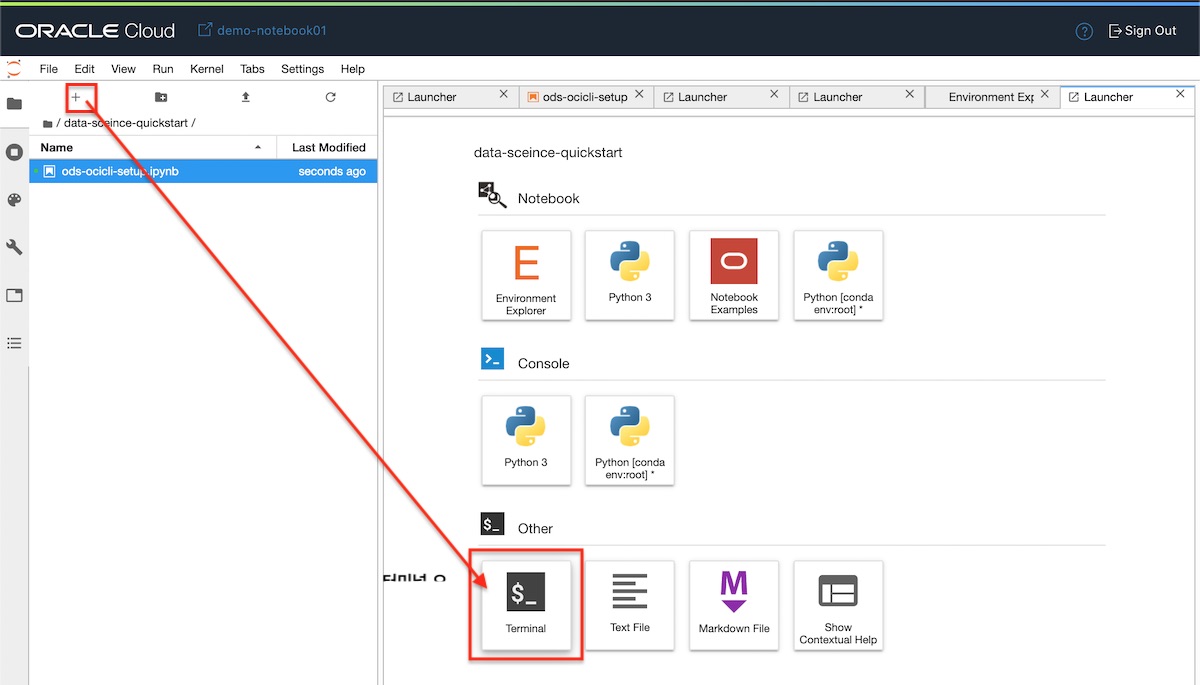 ORACLE Cloud demo-notebook01 Sign Out
File Edit View Run Kernel Tabs Settings Help
Launcher ods-ocicli-setup Launcher Launcher Environment Exp Launcher
/ data-sceince-quickstart /
Name Last Modified
ods-ocicli-setup.ipynb seconds ago
data-sceince-quickstart
Notebook
E
Environment Explorer
Python 3
Notebook Examples
Python [conda env:root] *
Console
Python 3
Python [conda env:root] *
$_ Other
$_
Terminal
Text File
M
Markdown File
Show Contextual Help